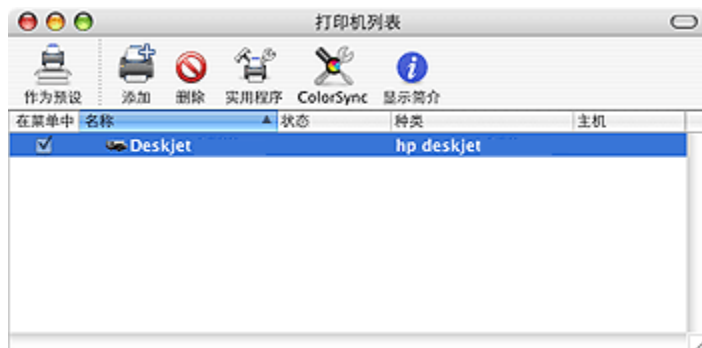 打印机列表
作为预设 添加 删除 实用程序 ColorSync 显示简介
在菜单中 名称 状态 种类 主机
Deskjet hp deskjet